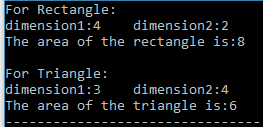 For Rectangle:
dimension1:4    dimension2:2
The area of the rectangle is:8

For Triangle:
dimension1:3    dimension2:4
The area of the triangle is:6
--------------------------------